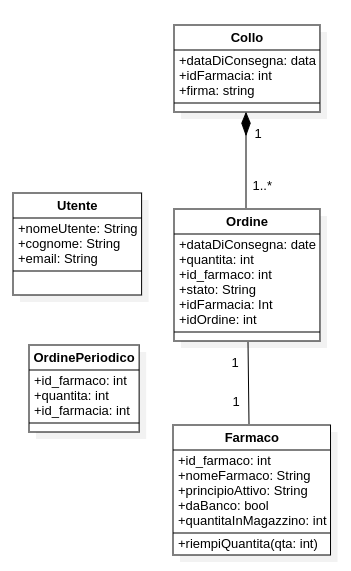 Collo
+dataDiConsegna: data
+idFarmacia: int
+firma: string
1
1..*
Utente
+nomeUtente: String
+cognome: String
+email: String
Ordine
+dataDiConsegna: date
+quantita: int
+id_farmaco: int
+stato: String
+idFarmacia: Int
+idOrdine: int
OrdinePeriodico
+id_farmaco: int
+quantita: int
+id_farmacia: int
1
1
Farmaco
+id_farmaco: int
+nomeFarmaco: String
+principioAttivo: String
+daBanco: bool
+quantitaInMagazzino: int
+riempiQuantita(qta: int)